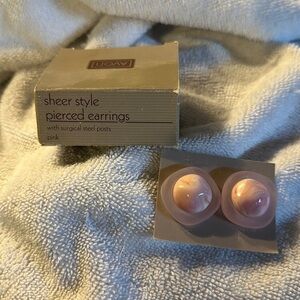 AVON
sheer style
pierced earrings
with surgical steel posts
pink